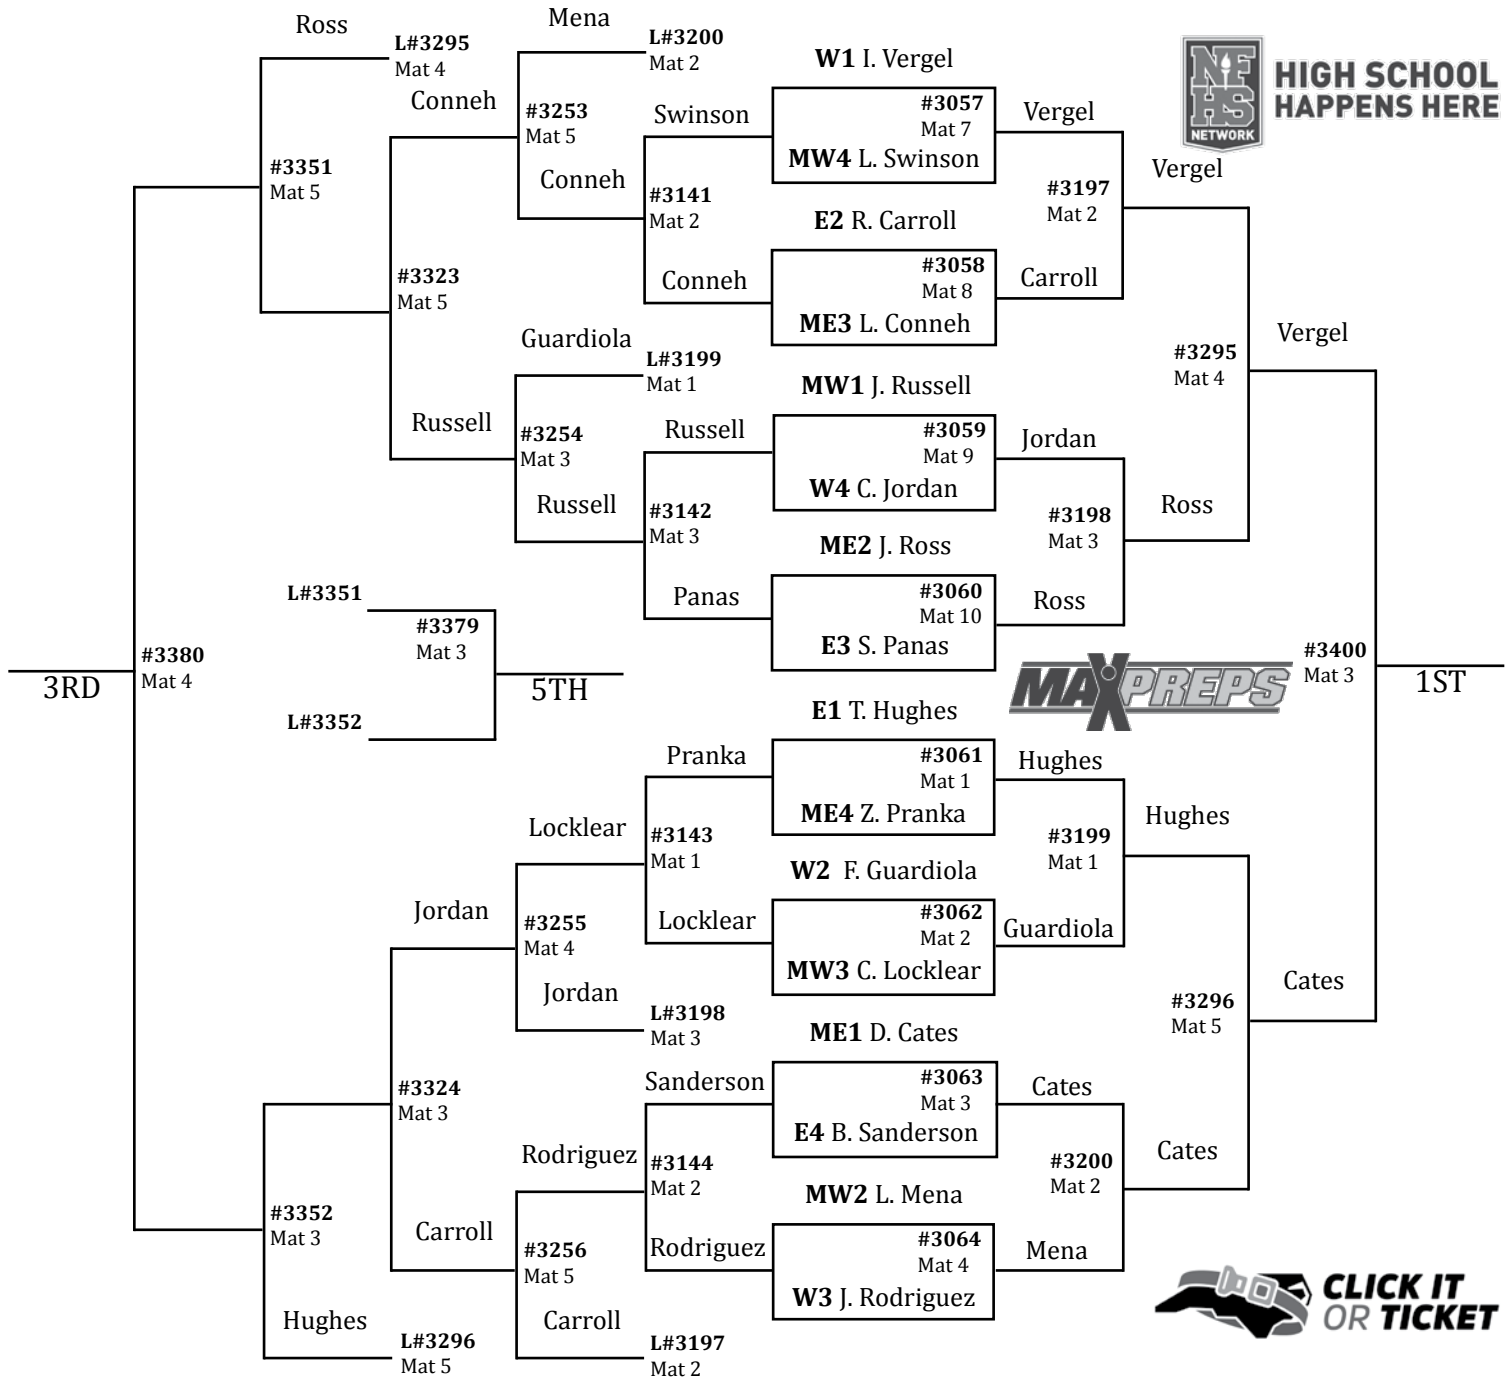 Ross
Mena
L#3295
Mat 4
L#3200
Mat 2
W1 I. Vergel
NF
HS
NETWORK
HIGH SCHOOL
HAPPENS HERE
Conneh
#3253
Mat 5
Swinson
#3057
Mat 7
Vergel
MW4 L. Swinson
Vergel
#3351
Mat 5
Conneh
#3141
Mat 2
#3197
Mat 2
E2 R. Carroll
#3323
Mat 5
Conneh
#3058
Mat 8
Carroll
ME3 L. Conneh
Guardiola
L#3199
Mat 1
#3295
Mat 4
Vergel
MW1 J. Russell
Russell
#3254
Mat 3
Russell
#3059
Mat 9
Jordan
W4 C. Jordan
Russell
#3142
Mat 3
#3198
Mat 3
Ross
ME2 J. Ross
L#3351
Panas
#3060
Mat 10
Ross
#3379
Mat 3
E3 S. Panas
3RD
#3380
Mat 4
5TH
MAXPREPS
#3400
Mat 3
1ST
L#3352
E1 T. Hughes
Pranka
#3061
Mat 1
Hughes
ME4 Z. Pranka
Locklear
#3143
Mat 1
#3199
Mat 1
Hughes
W2 F. Guardiola
Jordan
#3255
Mat 4
Locklear
#3062
Mat 2
Guardiola
MW3 C. Locklear
Jordan
L#3198
Mat 3
#3296
Mat 5
Cates
ME1 D. Cates
#3324
Mat 3
Sanderson
#3063
Mat 3
Cates
E4 B. Sanderson
Rodriguez
#3144
Mat 2
#3200
Mat 2
Cates
MW2 L. Mena
#3352
Mat 3
Carroll
#3256
Mat 5
Rodriguez
#3064
Mat 4
Mena
W3 J. Rodriguez
Hughes
L#3296
Mat 5
Carroll
L#3197
Mat 2
CLICK IT
OR TICKET